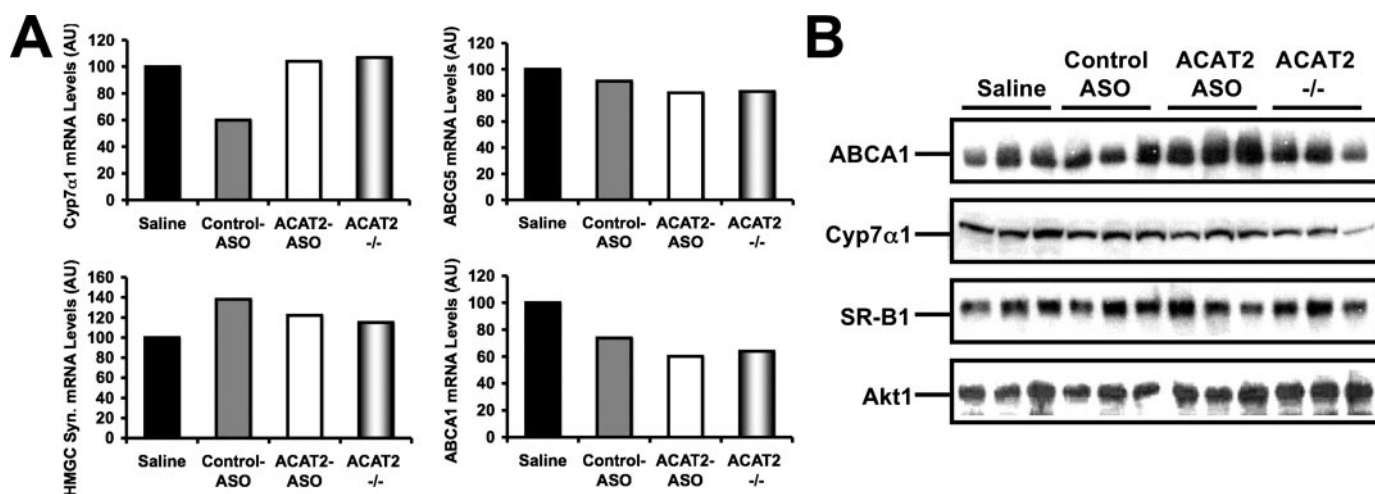 A
Cyp7α1 mRNA Levels (AU)
120
100
80
60
40
20
0
Saline
Control-
ASO
ACAT2-
ASO
ACAT2
-/-
ABCG5 mRNA Levels (AU)
120
100
80
60
40
20
0
Saline
Control-
ASO
ACAT2-
ASO
ACAT2
-/-
HMGC Syn. mRNA Levels (AU)
160
140
120
100
80
60
40
20
0
Saline
Control-
ASO
ACAT2-
ASO
ACAT2
-/-
ABCA1 mRNA Levels (AU)
120
100
80
60
40
20
0
Saline
Control-
ASO
ACAT2-
ASO
ACAT2
-/-
B
Saline
Control
ASO
ACAT2
ASO
ACAT2
-/-
ABCA1
Cyp7α1
SR-B1
Akt1